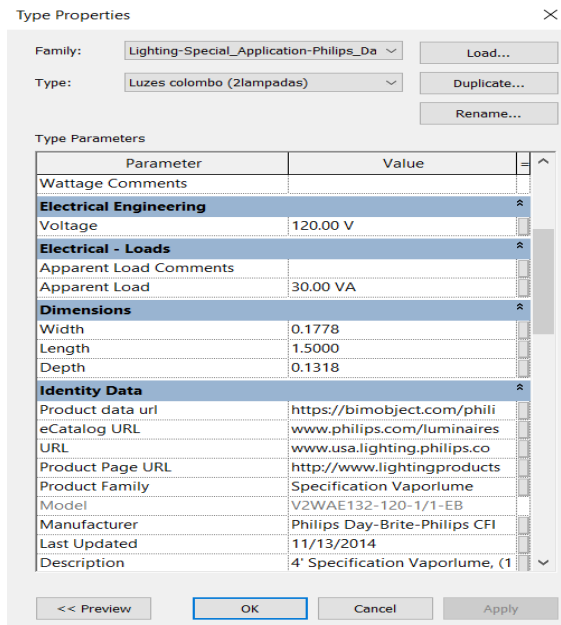 Type Properties
Family: Lighting-Special_Application-Philips_Da Load...
Type: Luzes colombo (2lampadas) Duplicate...
Rename...
Type Parameters
Parameter Value =
Wattage Comments
Electrical Engineering
Voltage 120.00 V
Electrical - Loads
Apparent Load Comments
Apparent Load 30.00 VA
Dimensions
Width 0.1778
Length 1.5000
Depth 0.1318
Identity Data
Product data url https://bimobject.com/phili
eCatalog URL www.philips.com/luminaires
URL www.usa.lighting.philips.co
Product Page URL http://www.lightingproducts
Product Family Specification Vaporlume
Model V2WAE132-120-1/1-EB
Manufacturer Philips Day-Brite-Philips CFI
Last Updated 11/13/2014
Description 4' Specification Vaporlume, (1
<< Preview OK Cancel Apply